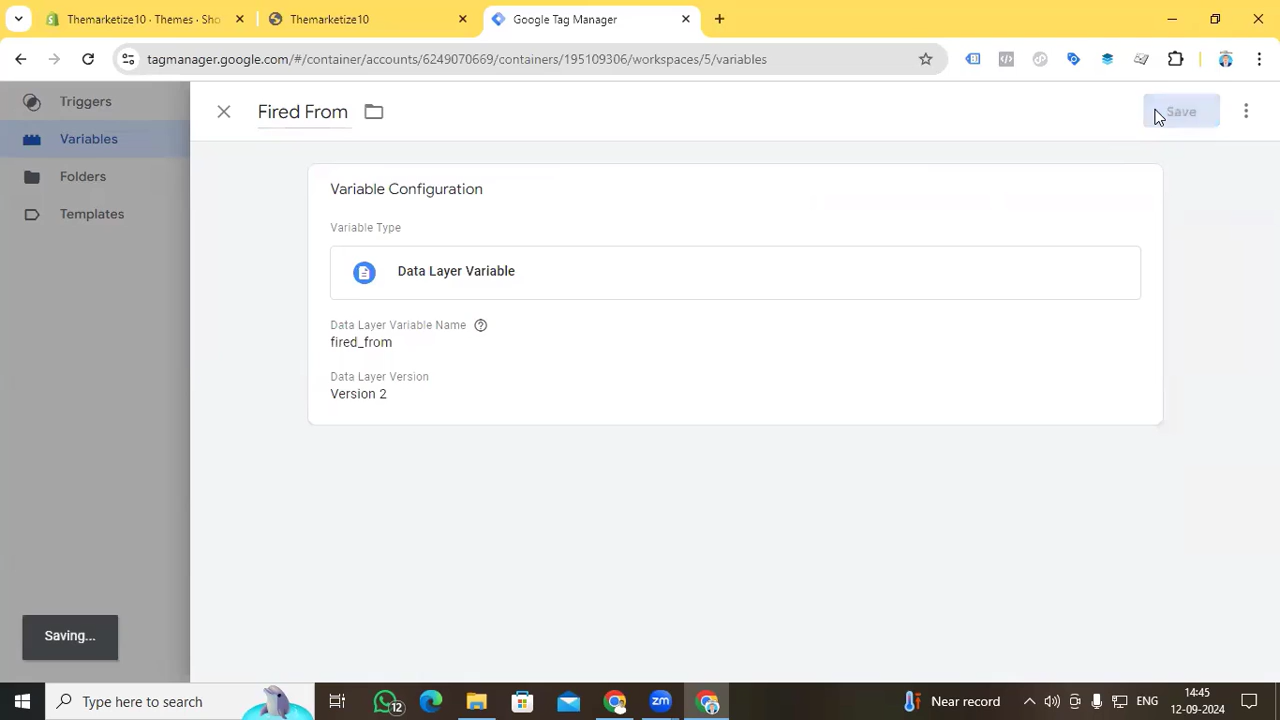 Themarketize10 · Themes · Sho
Themarketize10
Google Tag Manager
tagmanager.google.com/#/container/accounts/6249070669/containers/195109306/workspaces/5/variables
Triggers
Variables
Folders
Templates
Fired From
Save
Variable Configuration
Variable Type
Data Layer Variable
Data Layer Variable Name
fired_from
Data Layer Version
Version 2
Saving...
Type here to search
12
zm
Near record
ENG
14:45
12-09-2024